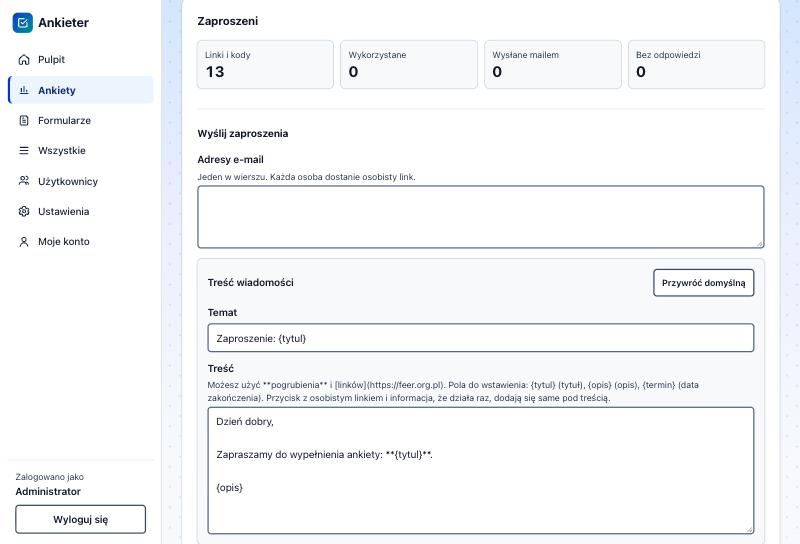 Ankieter
Pulpit
Ankiety
Formularze
Wszystkie
Użytkownicy
Ustawienia
Moje konto
Zalogowano jako
Administrator
Wyloguj się
Zaproszeni
Linki i kody
13
Wykorzystane
0
Wysłane mailem
0
Bez odpowiedzi
0
Wyślij zaproszenia
Adresy e-mail
Jeden w wierszu. Każda osoba dostanie osobisty link.
Treść wiadomości
Przywróć domyślną
Temat
Zaproszenie: {tytul}
Treść
Możesz użyć **pogrubienia** i [linków](https://feer.org.pl). Pola do wstawienia: {tytul} (tytuł), {opis} (opis), {termin} (data
zakończenia). Przycisk z osobistym linkiem i informacja, że działa raz, dodają się same pod treścią.
Dzień dobry,
Zapraszamy do wypełnienia ankiety: **{tytul}**.
{opis}